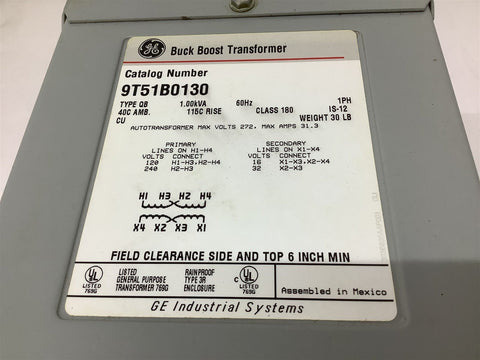 GE Buck Boost Transformer
Catalog Number
9T51B0130
TYPE QB 1.00kVA 60Hz 1PH
40C AMB. 115C RISE CLASS 180 IS-12
CU WEIGHT 30 LB
AUTOTRANSFORMER MAX VOLTS 272, MAX AMPS 31.3
PRIMARY SECONDARY
LINES ON H1-H4 LINES ON X1-X4
VOLTS CONNECT VOLTS CONNECT
120 H1-H3,H2-H4 16 X1-X3,X2-X4
240 H2-H3 32 X2-X3
H1 H3 H2 H4
X4 X2 X3 X1
FIELD CLEARANCE SIDE AND TOP 6 INCH MIN
UL LISTED 769G
LISTED GENERAL PURPOSE TRANSFORMER 769G
RAINPROOF TYPE 3R ENCLOSURE
C UL LISTED 769G
Assembled in Mexico
GE Industrial Systems